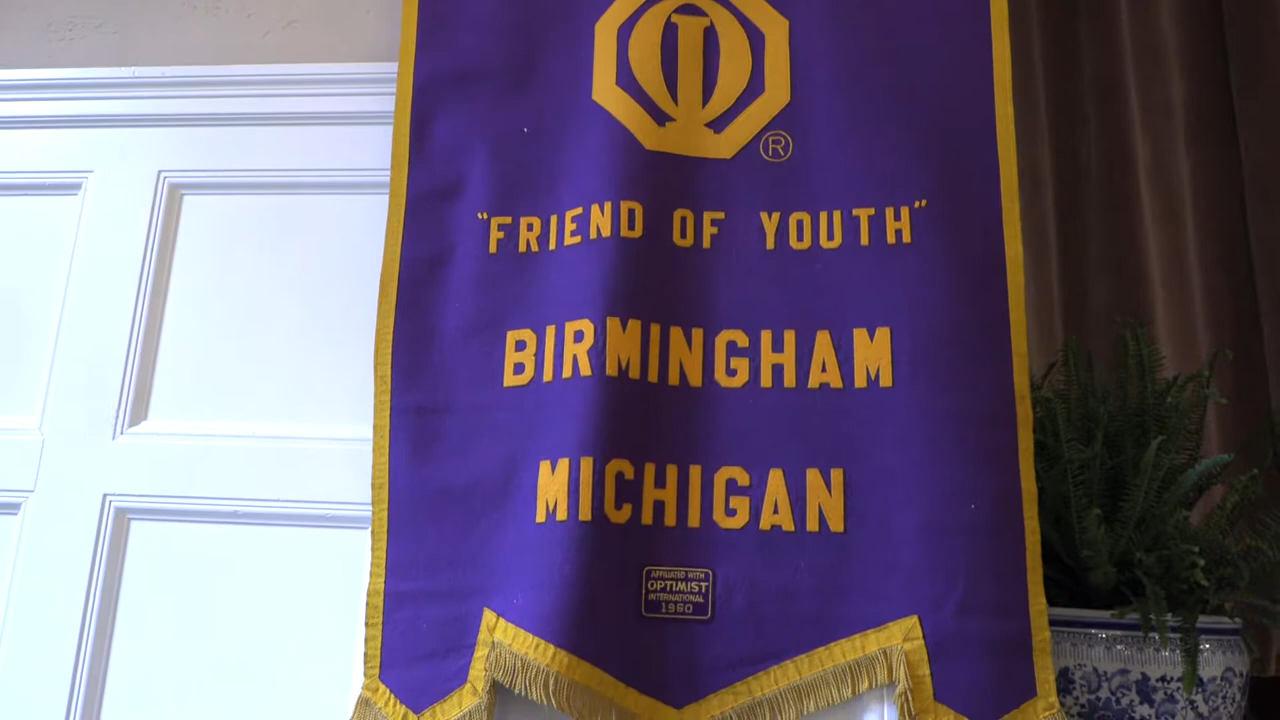 ®
"FRIEND OF YOUTH"
BIRMINGHAM
MICHIGAN
AFFILIATED WITH
OPTIMIST
INTERNATIONAL
1960